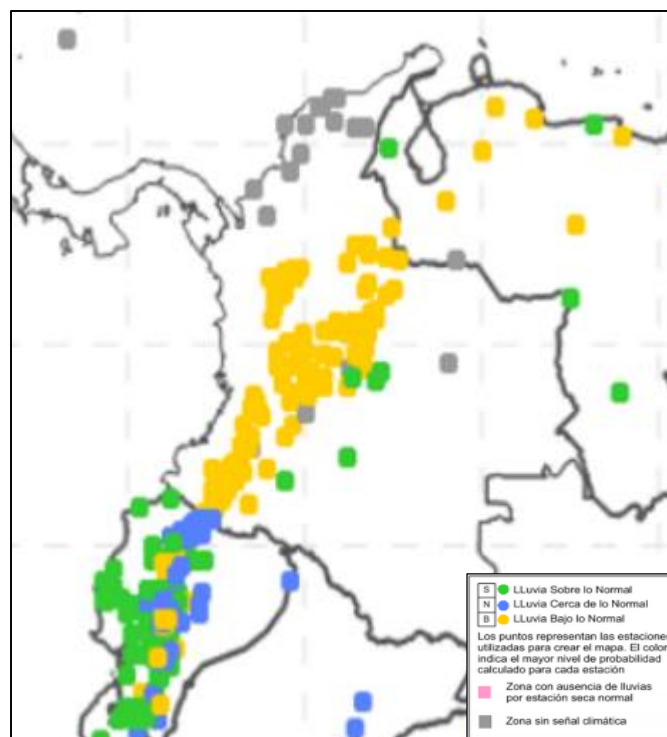 S LLuvia Sobre lo Normal
N LLuvia Cerca de lo Normal
B LLuvia Bajo lo Normal
Los puntos representan las estaciones
utilizadas para crear el mapa. El color
indica el mayor nivel de probabilidad
calculado para cada estación
Zona con ausencia de lluvias
por estación seca normal
Zona sin señal climática